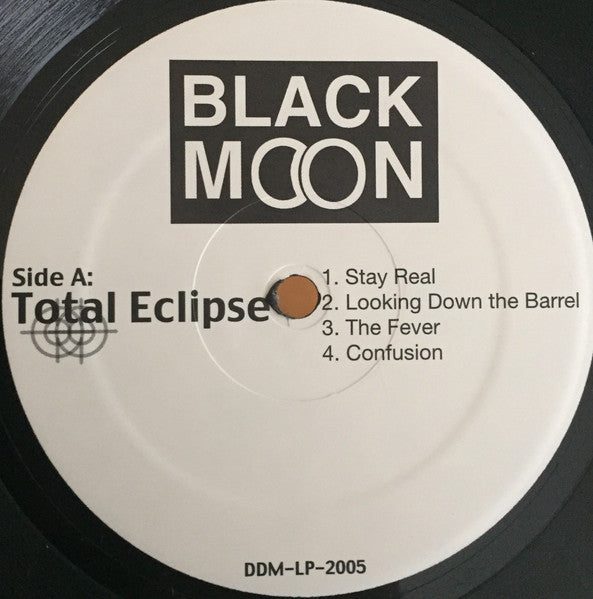 BLACK
MOON
Side A:
Total Eclipse
1. Stay Real
2. Looking Down the Barrel
3. The Fever
4. Confusion
DDM-LP-2005